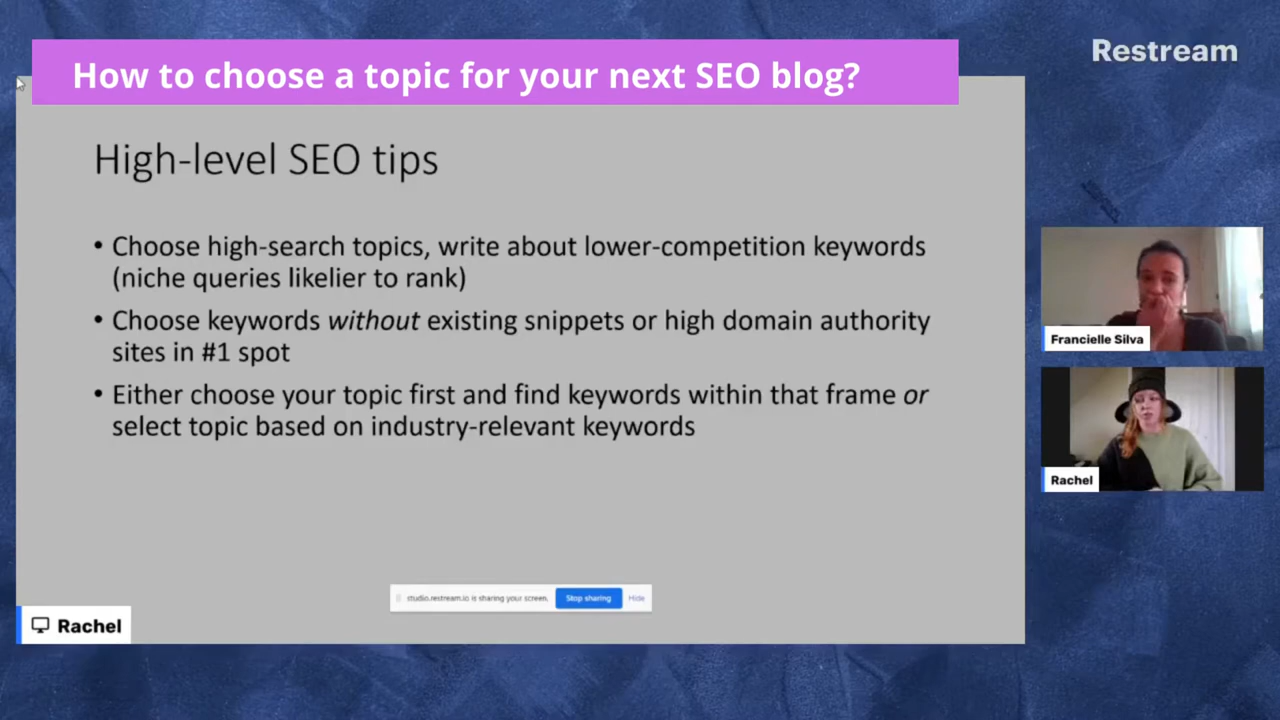 How to choose a topic for your next SEO blog?
Restream
High-level SEO tips
• Choose high-search topics, write about lower-competition keywords
(niche queries likelier to rank)
• Choose keywords without existing snippets or high domain authority
sites in #1 spot
• Either choose your topic first and find keywords within that frame or
select topic based on industry-relevant keywords
Francielle Silva
Rachel
studio.restream.io is sharing your screen.
Stop sharing
Hide
Rachel